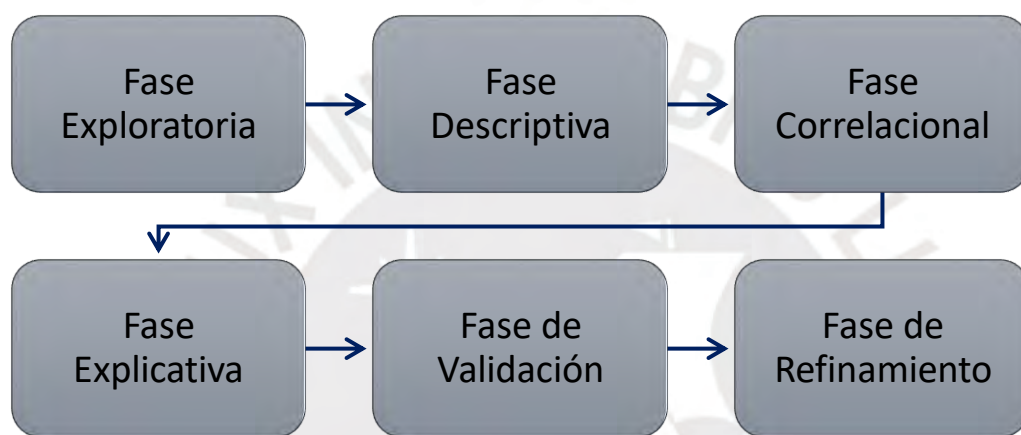 Fase
Exploratoria
Fase
Descriptiva
Fase
Correlacional
Fase
Explicativa
Fase de
Validación
Fase de
Refinamiento